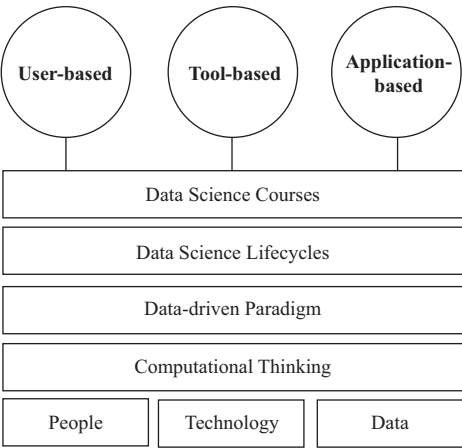 User-based
Tool-based
Application-
based
Data Science Courses
Data Science Lifecycles
Data-driven Paradigm
Computational Thinking
People
Technology
Data